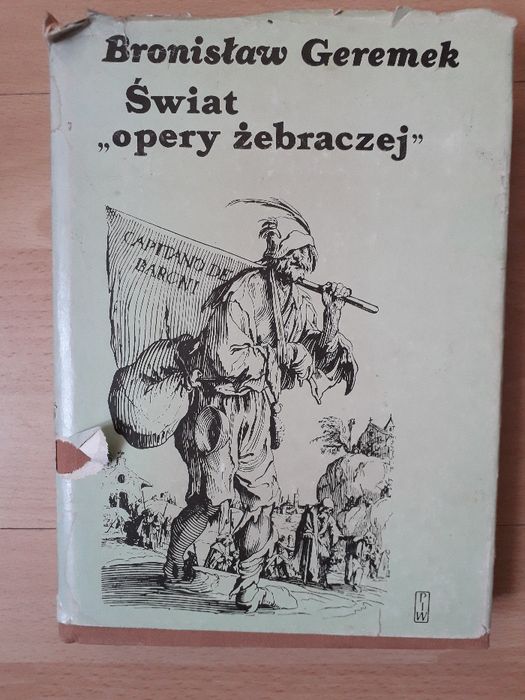 Bronisław Geremek
Świat
„opery żebraczej”
CAPITANO DE
BARONI
PIW